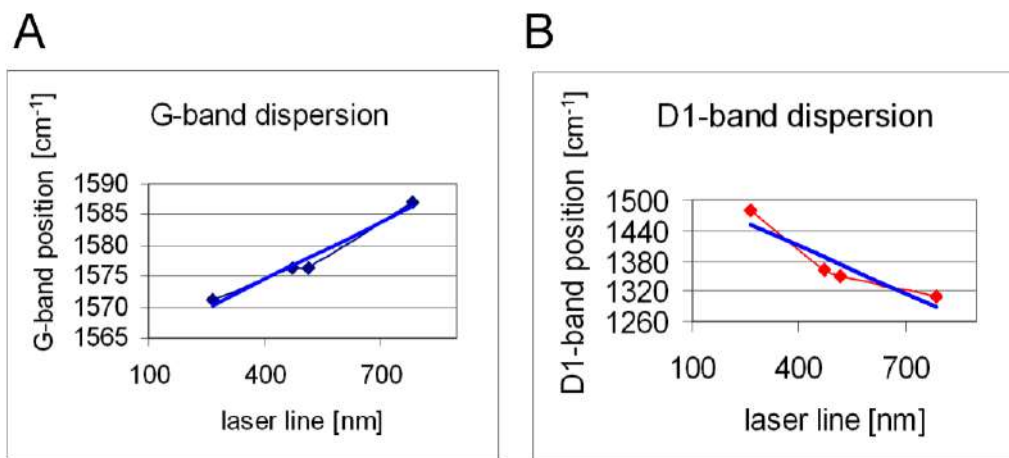 A
G-band dispersion
G-band position [cm⁻¹]
1590
1585
1580
1575
1570
1565
100 400 700
laser line [nm]
B
D1-band dispersion
D1-band position [cm⁻¹]
1500
1440
1380
1320
1260
100 400 700
laser line [nm]